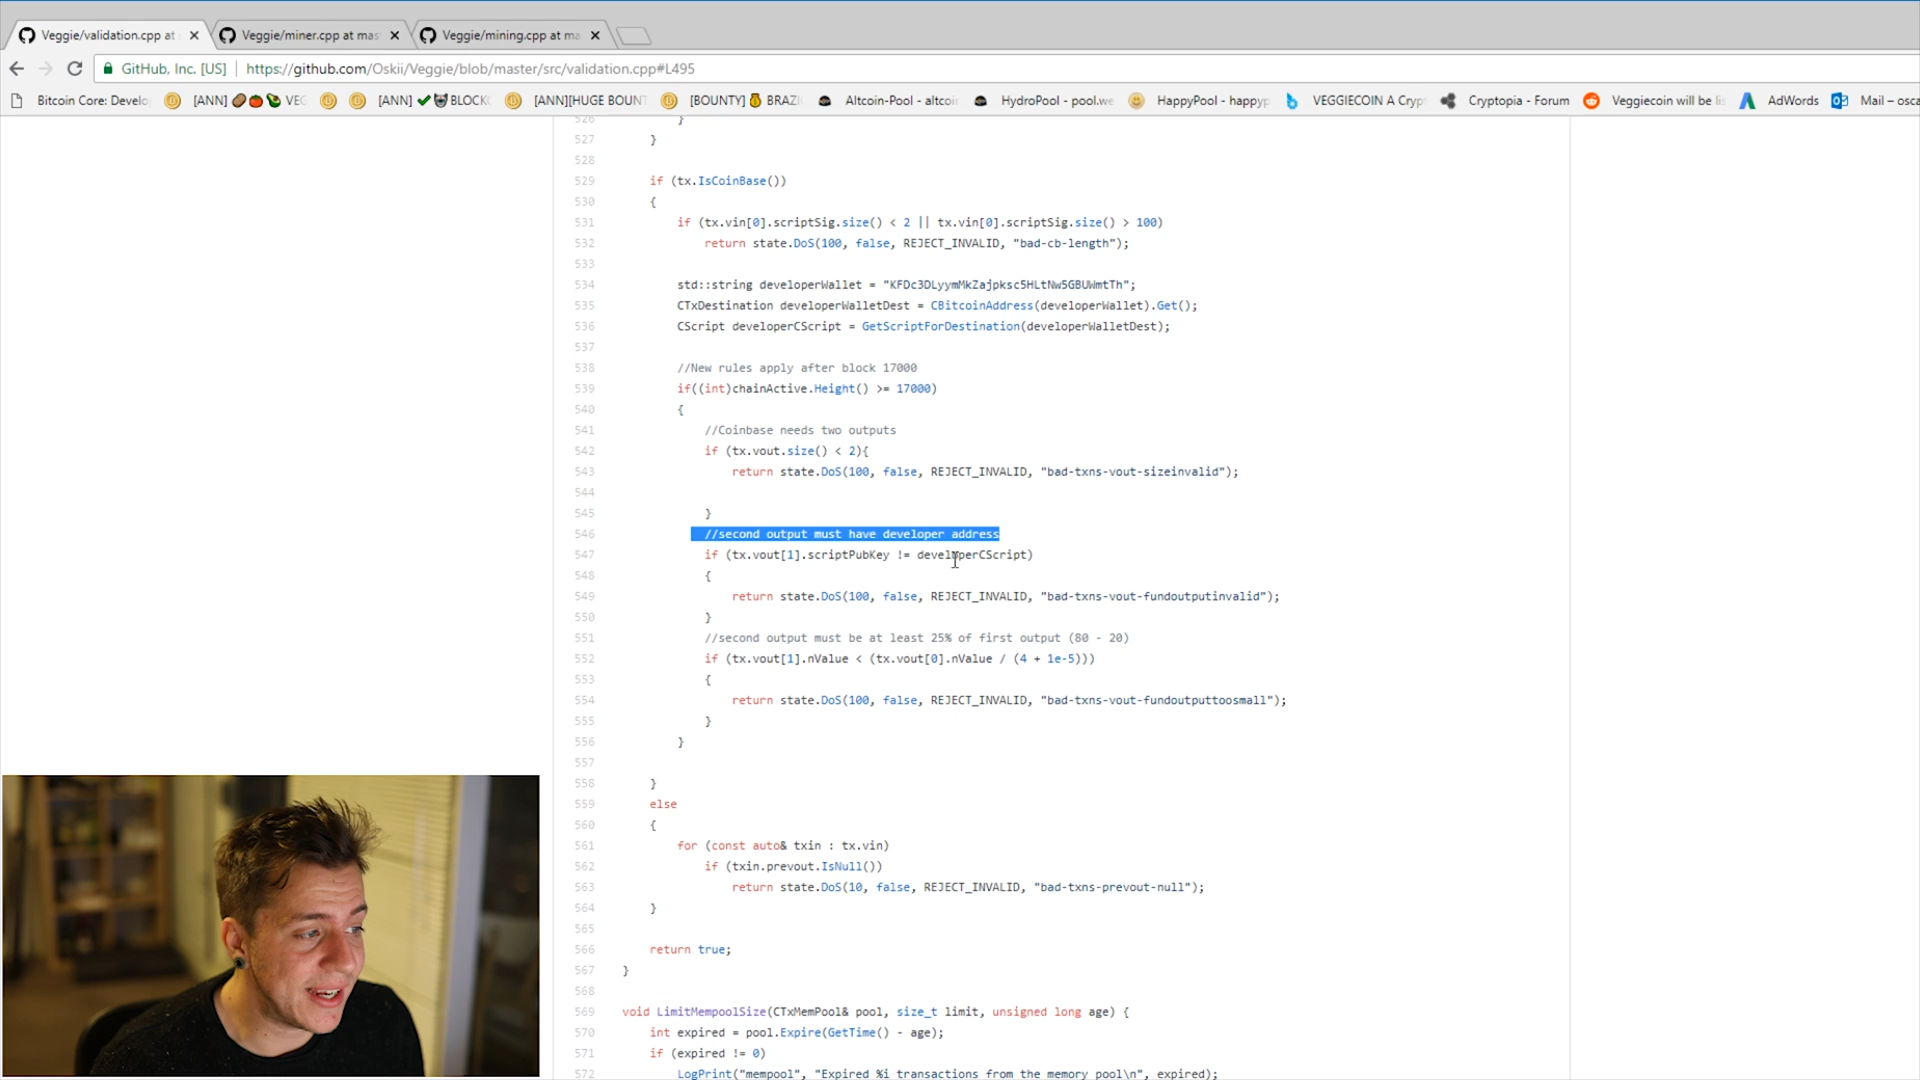 Veggie/validation.cpp at
Veggie/miner.cpp at mas
Veggie/mining.cpp at ma
GitHub, Inc. [US] https://github.com/Oskii/Veggie/blob/master/src/validation.cpp#L495
Bitcoin Core: Develo [ANN] VEG [ANN] BLOCK [ANN][HUGE BOUNT [BOUNTY] BRAZI Altcoin-Pool - altcoi HydroPool - pool.we HappyPool - happyp VEGGIECOIN A Cryp Cryptopia - Forum Veggiecoin will be lis AdWords Mail – osca
526 }
527 }
528
529 if (tx.IsCoinBase())
530 {
531 if (tx.vin[0].scriptSig.size() < 2 || tx.vin[0].scriptSig.size() > 100)
532 return state.DoS(100, false, REJECT_INVALID, "bad-cb-length");
533
534 std::string developerWallet = "KFDc3DLyymMkZajpksc5HLtNw5GBUWmtTh";
535 CTxDestination developerWalletDest = CBitcoinAddress(developerWallet).Get();
536 CScript developerCScript = GetScriptForDestination(developerWalletDest);
537
538 //New rules apply after block 17000
539 if((int)chainActive.Height() >= 17000)
540 {
541 //Coinbase needs two outputs
542 if (tx.vout.size() < 2){
543 return state.DoS(100, false, REJECT_INVALID, "bad-txns-vout-sizeinvalid");
544
545 }
546 //second output must have developer address
547 if (tx.vout[1].scriptPubKey != developerCScript)
548 {
549 return state.DoS(100, false, REJECT_INVALID, "bad-txns-vout-fundoutputinvalid");
550 }
551 //second output must be at least 25% of first output (80 - 20)
552 if (tx.vout[1].nValue < (tx.vout[0].nValue / (4 + 1e-5)))
553 {
554 return state.DoS(100, false, REJECT_INVALID, "bad-txns-vout-fundoutputtoosmall");
555 }
556 }
557
558 }
559 else
560 {
561 for (const auto& txin : tx.vin)
562 if (txin.prevout.IsNull())
563 return state.DoS(10, false, REJECT_INVALID, "bad-txns-prevout-null");
564 }
565
566 return true;
567 }
568
569 void LimitMempoolSize(CTxMemPool& pool, size_t limit, unsigned long age) {
570 int expired = pool.Expire(GetTime() - age);
571 if (expired != 0)
572 LogPrint("mempool", "Expired %i transactions from the memory pool\n", expired);